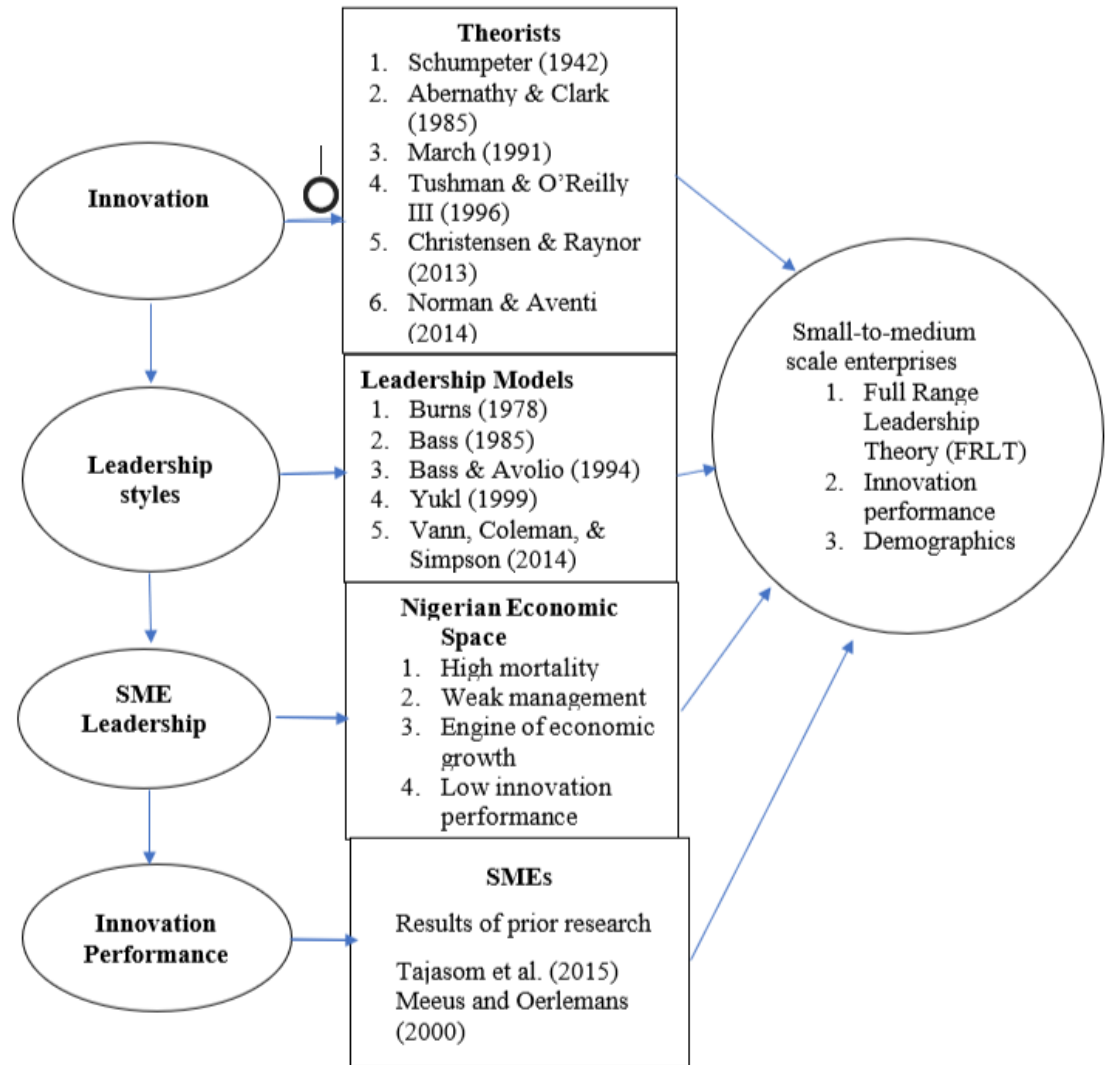 Innovation
Leadership
styles
SME
Leadership
Innovation
Performance
Theorists
1. Schumpeter (1942)
2. Abernathy & Clark
(1985)
3. March (1991)
4. Tushman & O’Reilly
III (1996)
5. Christensen & Raynor
(2013)
6. Norman & Aventi
(2014)
Leadership Models
1. Burns (1978)
2. Bass (1985)
3. Bass & Avolio (1994)
4. Yukl (1999)
5. Vann, Coleman, &
Simpson (2014)
Nigerian Economic
Space
1. High mortality
2. Weak management
3. Engine of economic
growth
4. Low innovation
performance
SMEs
Results of prior research
Tajasom et al. (2015)
Meeus and Oerlemans
(2000)
Small-to-medium
scale enterprises
1. Full Range
Leadership
Theory (FRLT)
2. Innovation
performance
3. Demographics